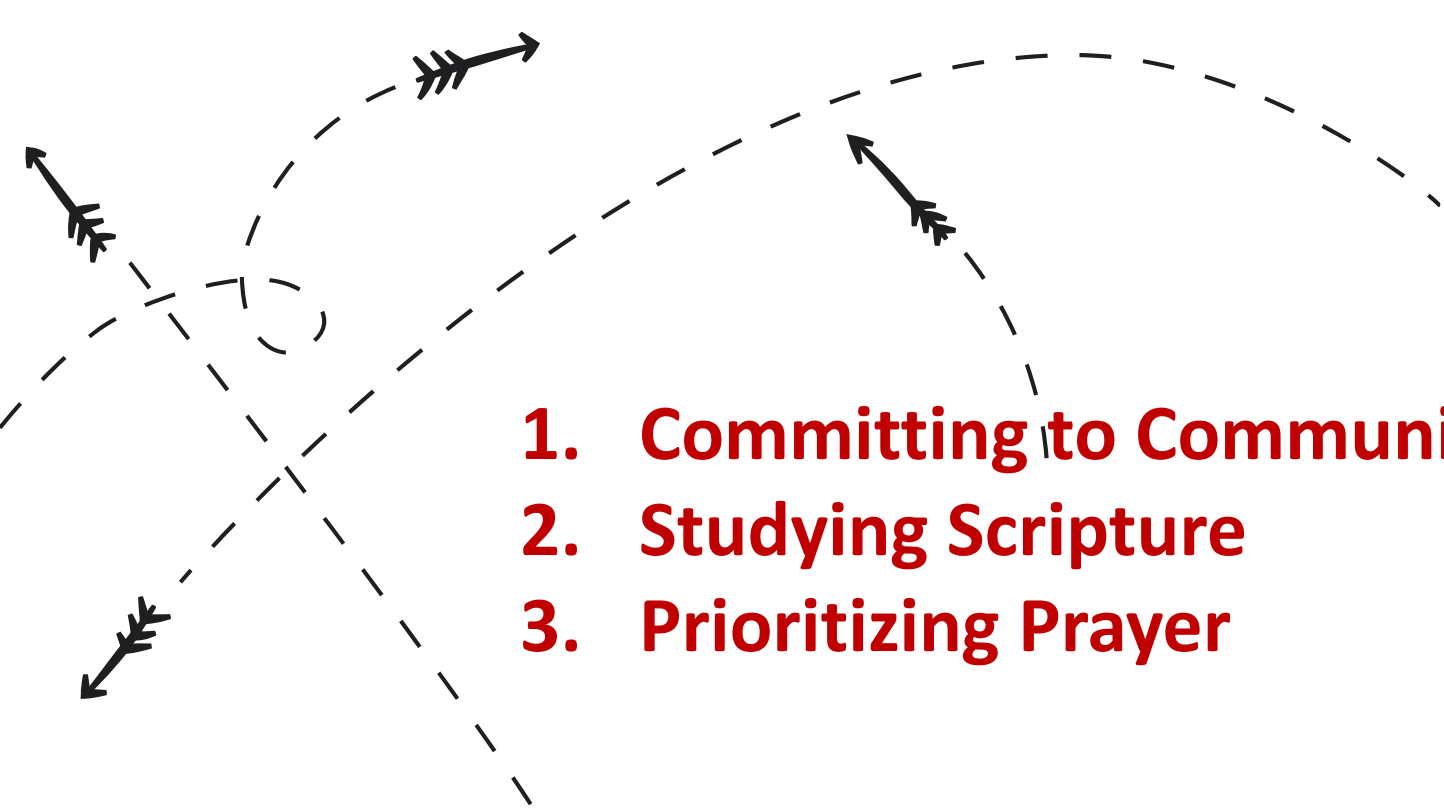 1. Committing to Communi
2. Studying Scripture
3. Prioritizing Prayer